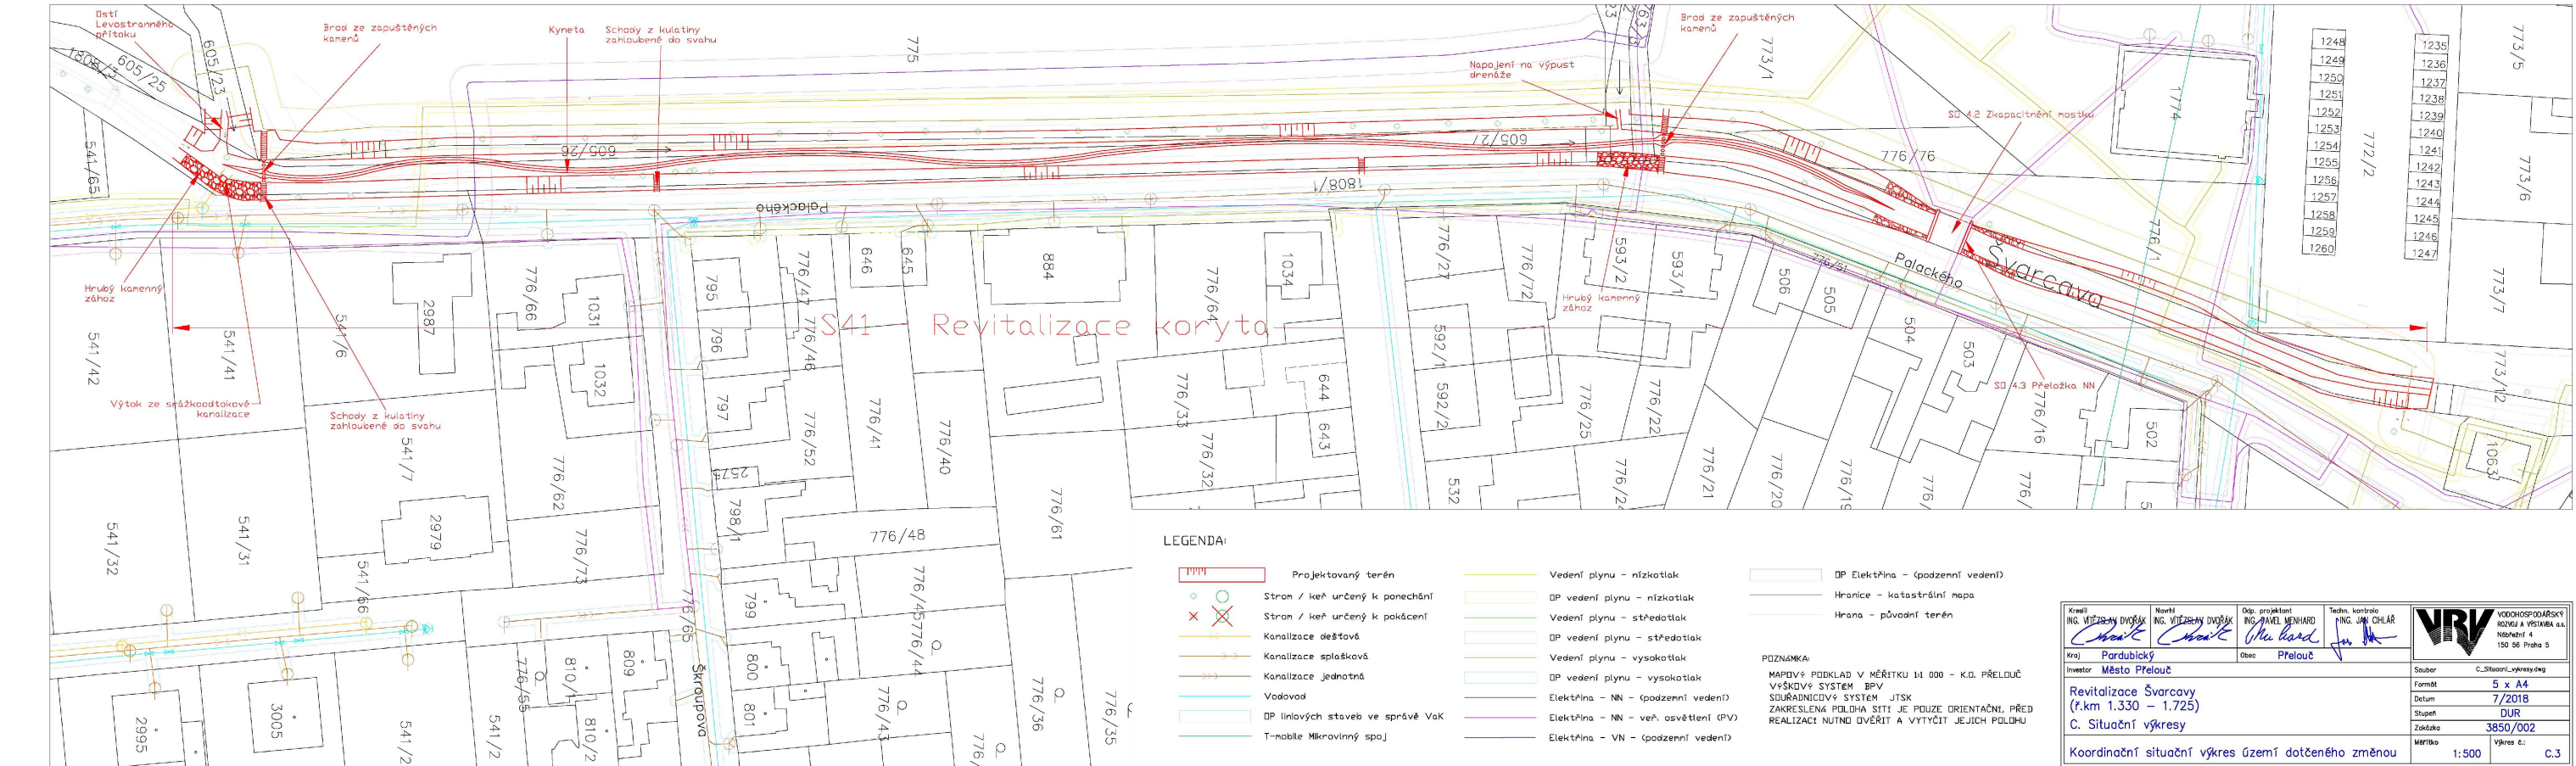 Ústí
Levostranného
přítoku
Brod ze zapuštěných
kamenů
Kyneta
Schody z kulatiny
zahloubené do svahu
Napojení na výpust
drenáže
Brod ze zapuštěných
kamenů
SO 4.2 Zkapacitnění mostku
1808/3
605/25
605/23
775
773/1
1774
772/2
773/5
773/6
773/7
773/12
1248
1249
1250
1251
1252
1253
1254
1255
1256
1257
1258
1259
1260
1235
1236
1237
1238
1239
1240
1241
1242
1243
1244
1245
1246
1247
541/65
605/26
605/27
1808/1
776/76
776/1
Palackého
Palackého
Švarcava
776/51
Hrubý kamenný
zához
Hrubý kamenný
zához
S41 - Revitalizace koryta
SO 4.3 Přeložka NN
Výtok ze srážkoodtokové
kanalizace
Schody z kulatiny
zahloubené do svahu
541/42
541/41
541/6
2987
776/66
1031
1032
795
796
797
776/47
776/46
646
645
884
776/64
1034
776/27
776/72
593/2
593/1
506
505
504
503
502
1063
592/1
592/2
644
643
776/33
776/32
776/41
776/40
776/52
2575
798/1
776/48
776/61
532
776/25
776/22
776/21
776/20
776/16
541/7
776/62
2979
541/32
541/31
541/66
776/73
776/65
Škroupova
799
800
801
776/45
776/44
776/43
776/36
776/35
776/55
810/1
809
810/2
2995
3005
541/2
541/2
LEGENDA:
Projektovaný terén
Strom / keř určený k ponechání
Strom / keř určený k pokácení
Kanalizace dešťová
Kanalizace splašková
Kanalizace jednotná
Vodovod
OP liniových staveb ve správě VaK
T-mobile Mikrovlnný spoj
Vedení plynu - nízkotlak
OP vedení plynu - nízkotlak
Vedení plynu - středotlak
OP vedení plynu - středotlak
Vedení plynu - vysokotlak
OP vedení plynu - vysokotlak
Elektřina - NN - (podzemní vedení)
Elektřina - NN - veř. osvětlení (PV)
Elektřina - VN - (podzemní vedení)
OP Elektřina - (podzemní vedení)
Hranice - katastrální mapa
Hrana - původní terén
POZNÁMKA:
MAPOVÝ PODKLAD V MĚŘÍTKU 1:1 000 - K.Ú. PŘELOUČ
VÝŠKOVÝ SYSTÉM BPV
SOUŘADNICOVÝ SYSTÉM JTSK
ZAKRESLENÁ POLOHA SÍTÍ JE POUZE ORIENTAČNÍ, PŘED
REALIZACÍ NUTNO OVĚŘIT A VYTÝČIT JEJICH POLOHU
Kreslil
ING. VÍTĚZSLAV DVOŘÁK
Navrhl
ING. VÍTĚZSLAV DVOŘÁK
Odp. projektant
ING. PAVEL MENHARD
Techn. kontrola
ING. JAN CHLÁŘ
VRV
VODOHOSPODÁŘSKÝ
ROZVOJ A VÝSTAVBA a.s.
Nábřežní 4
150 56 Praha 5
Kraj Pardubický
Obec Přelouč
Investor Město Přelouč
Revitalizace Švarcavy
(ř.km 1.330 - 1.725)
C. Situační výkresy
Koordinační situační výkres území dotčeného změnou
Soubor C_Situacni_vykresy.dwg
Formát 5 x A4
Datum 7/2018
Stupeň DUR
Zakázka 3850/002
Měřítko 1:500
Výkres č.: C.3